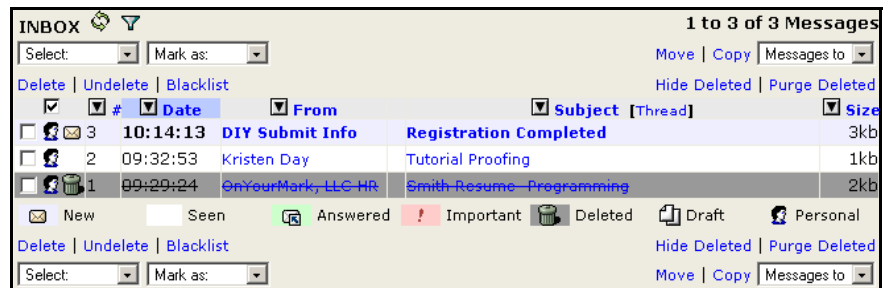 INBOX 1 to 3 of 3 Messages
Select: Mark as: Move | Copy Messages to
Delete | Undelete | Blacklist Hide Deleted | Purge Deleted
# Date From Subject [Thread] Size
3 10:14:13 DIY Submit Info Registration Completed 3kb
2 09:32:53 Kristen Day Tutorial Proofing 1kb
1 09:29:24 OnYourMark, LLC HR Smith Resume Programming 2kb
New Seen Answered ! Important Deleted Draft Personal
Delete | Undelete | Blacklist Hide Deleted | Purge Deleted
Select: Mark as: Move | Copy Messages to